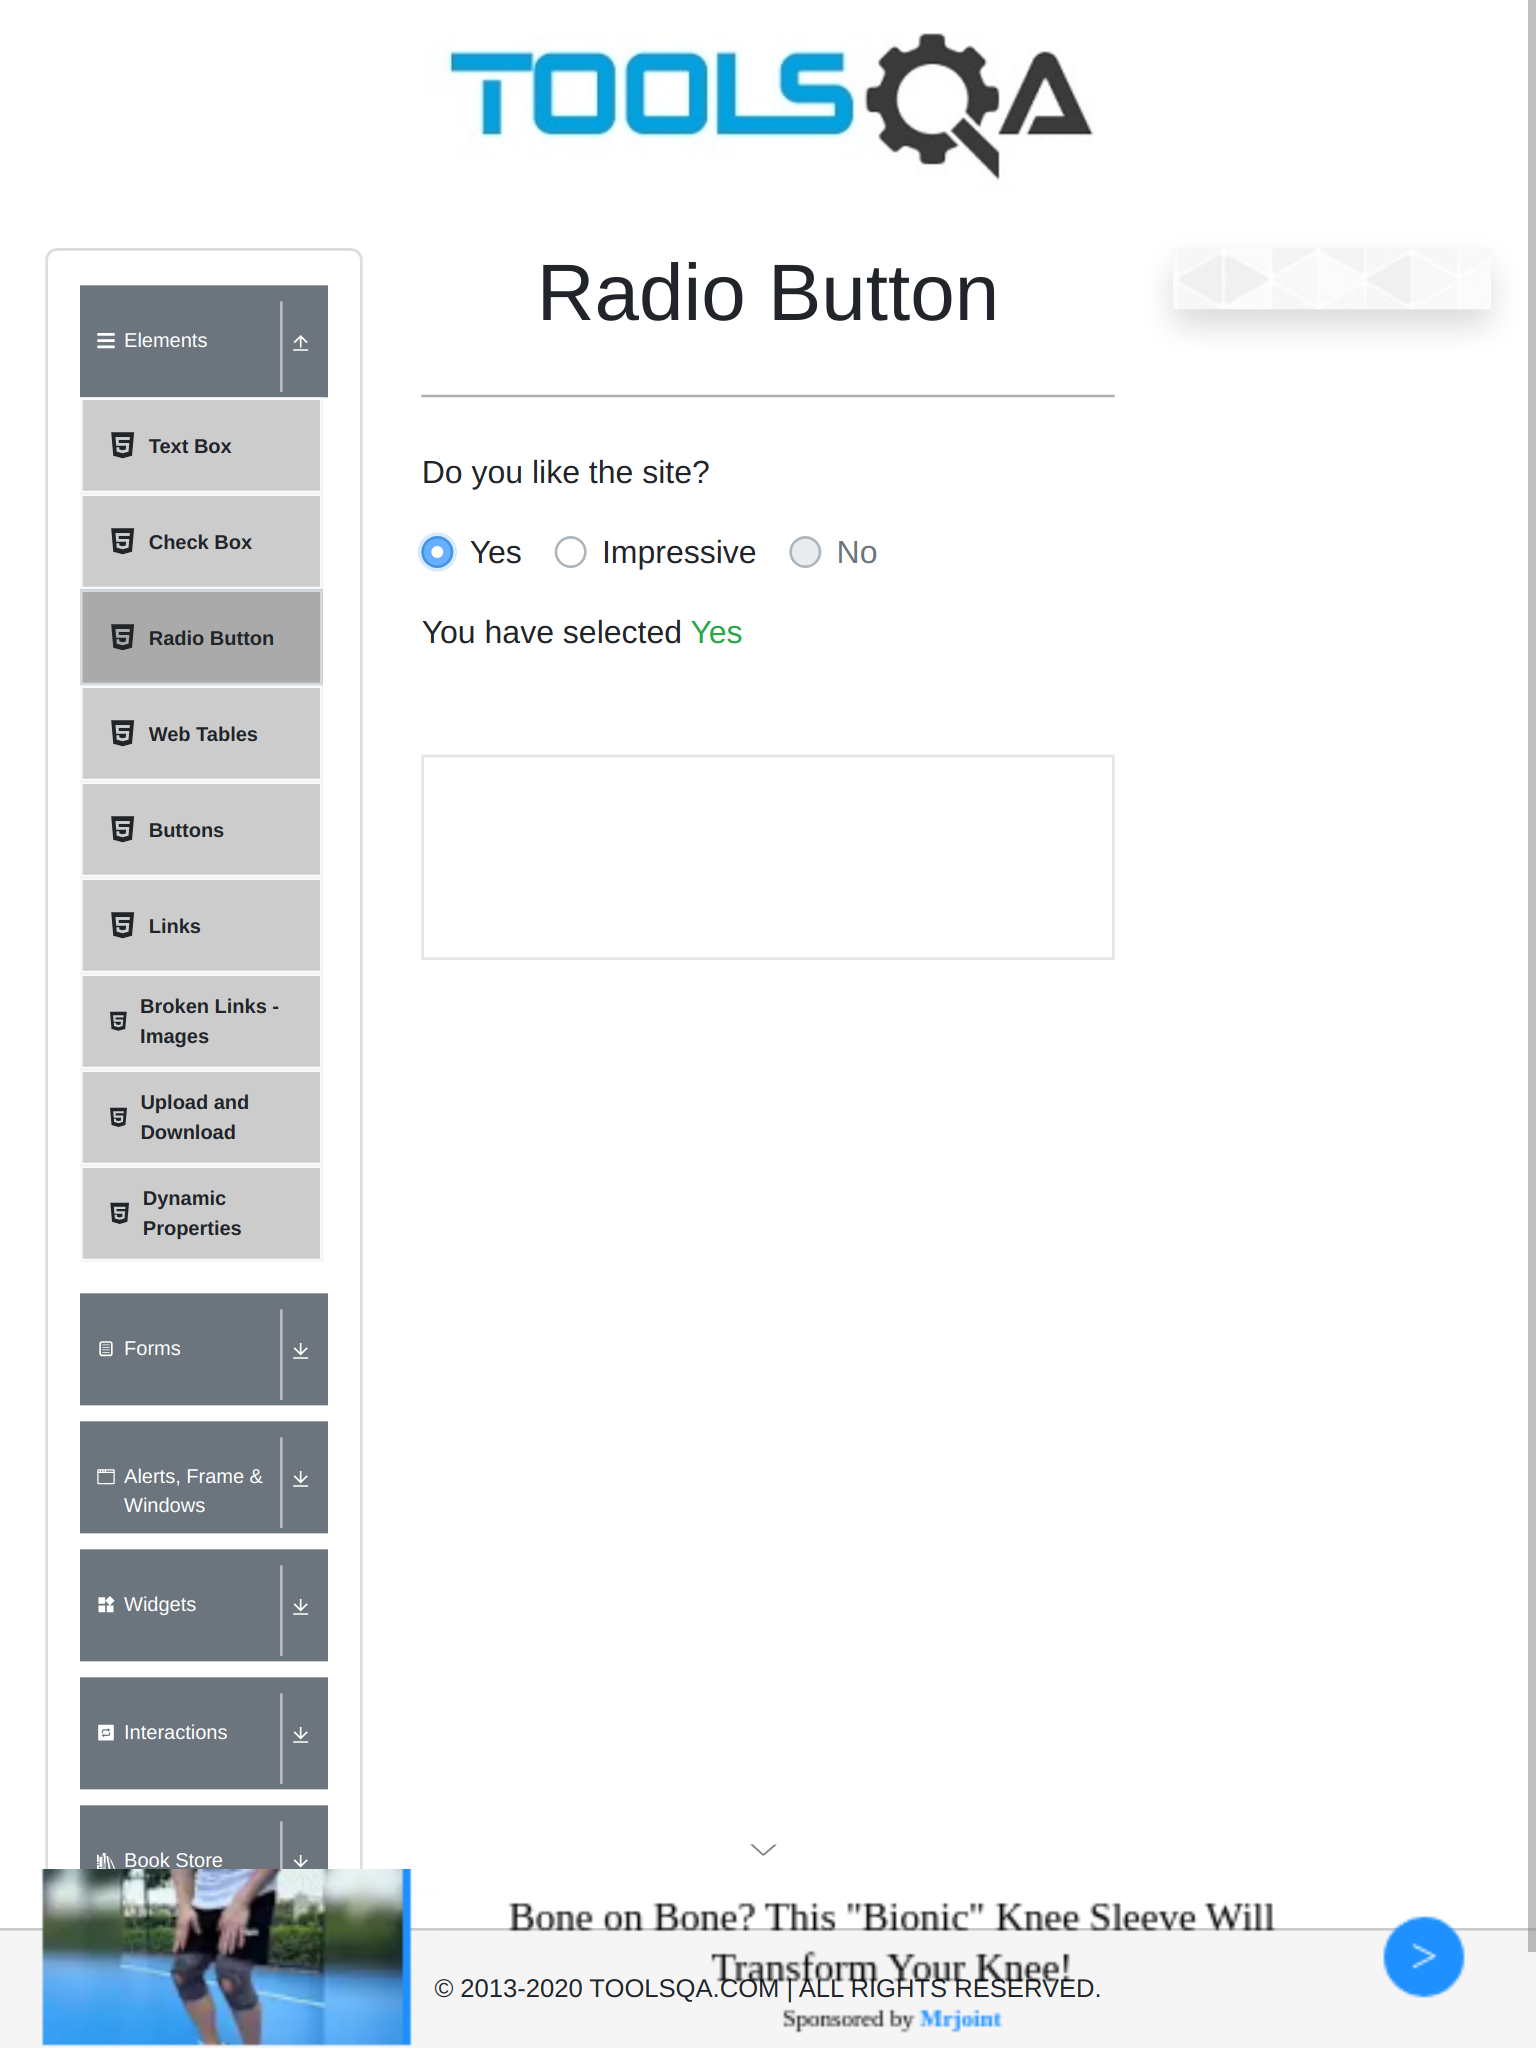 TOOLSQA
Radio Button
Elements
Text Box
Check Box
Radio Button
Web Tables
Buttons
Links
Broken Links -
Images
Upload and
Download
Dynamic
Properties
Forms
Alerts, Frame &
Windows
Widgets
Interactions
Book Store
Do you like the site?
Yes Impressive No
You have selected Yes
Bone on Bone? This "Bionic" Knee Sleeve Will
Transform Your Knee!
© 2013-2020 TOOLSQA.COM | ALL RIGHTS RESERVED.
Sponsored by Mrjoint